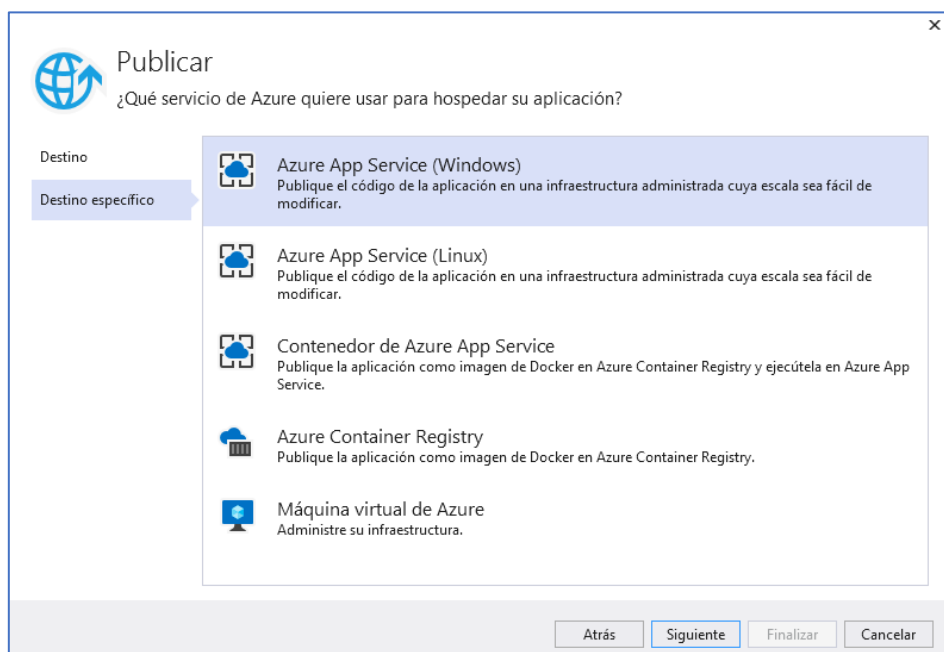 Publicar
¿Qué servicio de Azure quiere usar para hospedar su aplicación?
Destino
Destino específico
Azure App Service (Windows)
Publique el código de la aplicación en una infraestructura administrada cuya escala sea fácil de
modificar.
Azure App Service (Linux)
Publique el código de la aplicación en una infraestructura administrada cuya escala sea fácil de
modificar.
Contenedor de Azure App Service
Publique la aplicación como imagen de Docker en Azure Container Registry y ejecútela en Azure App
Service.
Azure Container Registry
Publique la aplicación como imagen de Docker en Azure Container Registry.
Máquina virtual de Azure
Administre su infraestructura.
Atrás
Siguiente
Finalizar
Cancelar